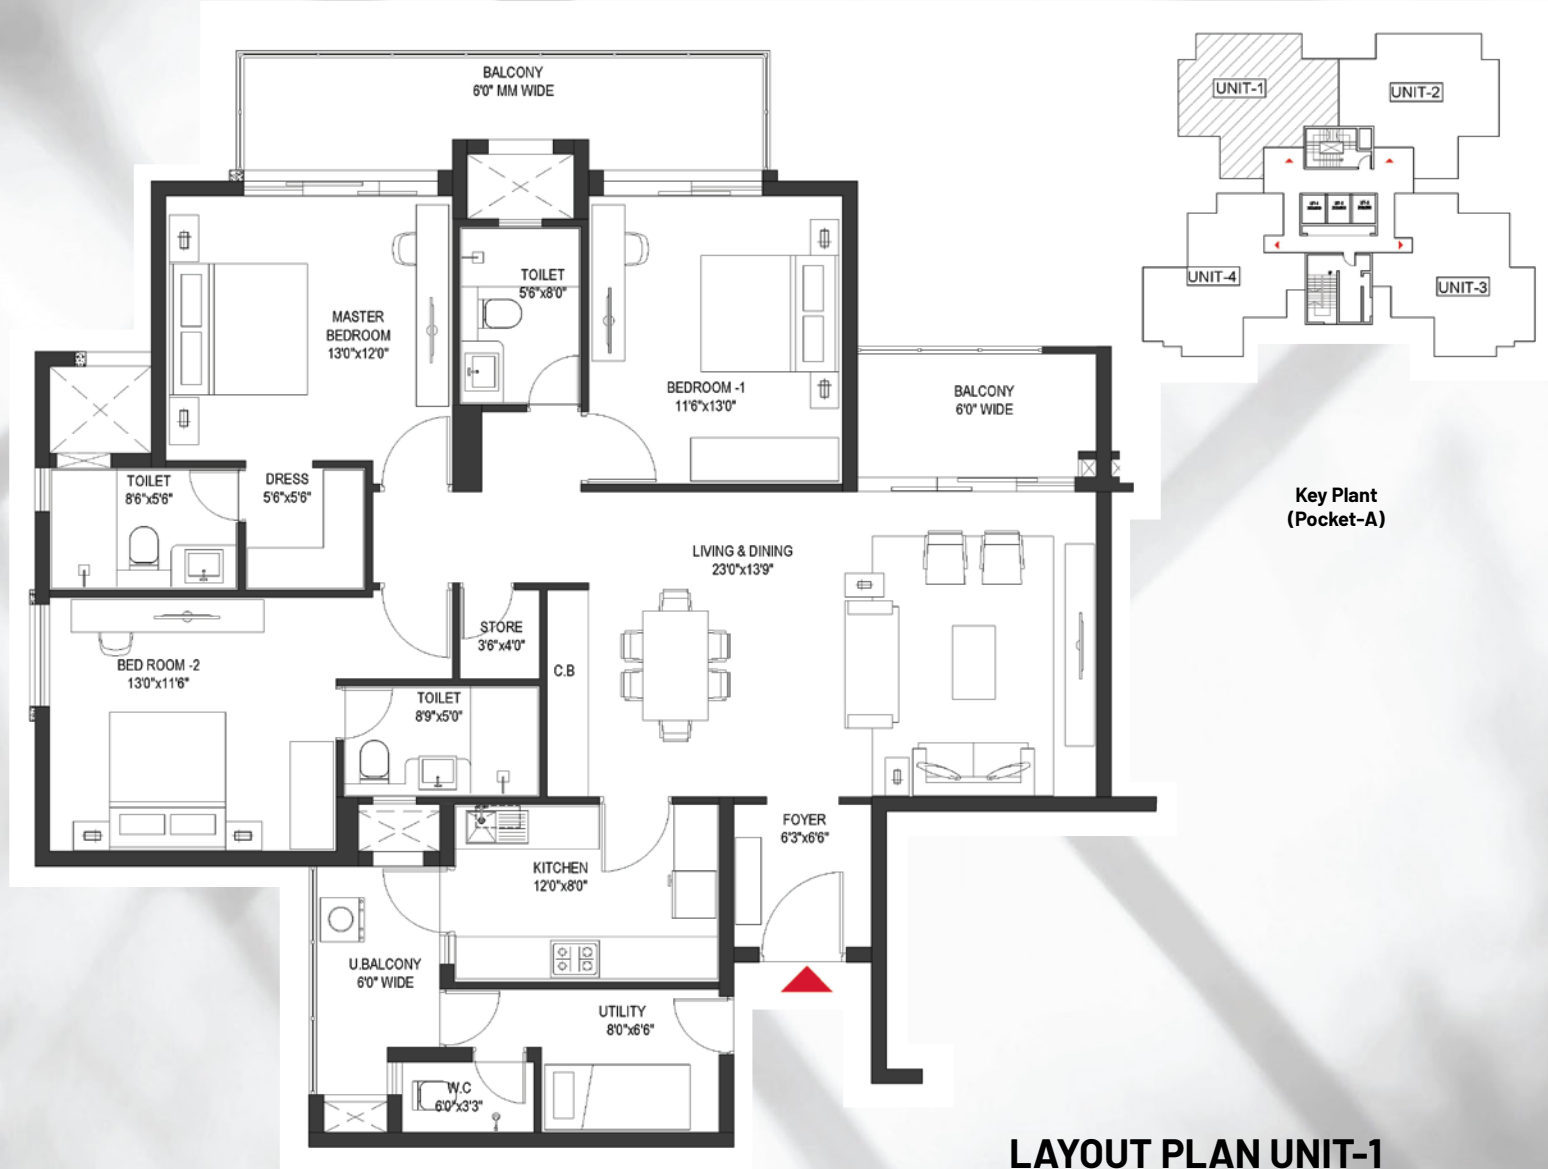 BALCONY
6'0" MM WIDE
UNIT-1
UNIT-2
UNIT-4
UNIT-3
TOILET
5'6"x8'0"
MASTER
BEDROOM
13'0"x12'0"
BEDROOM -1
11'6"x13'0"
BALCONY
6'0" WIDE
TOILET
8'6"x5'6"
DRESS
5'6"x5'6"
Key Plant
(Pocket-A)
LIVING & DINING
23'0"x13'9"
STORE
3'6"x4'0"
C.B
BED ROOM -2
13'0"x11'6"
TOILET
8'9"x5'0"
FOYER
6'3"x6'6"
KITCHEN
12'0"x8'0"
U.BALCONY
6'0" WIDE
UTILITY
8'0"x6'6"
W.C
6'0"x3'3"
LAYOUT PLAN UNIT-1